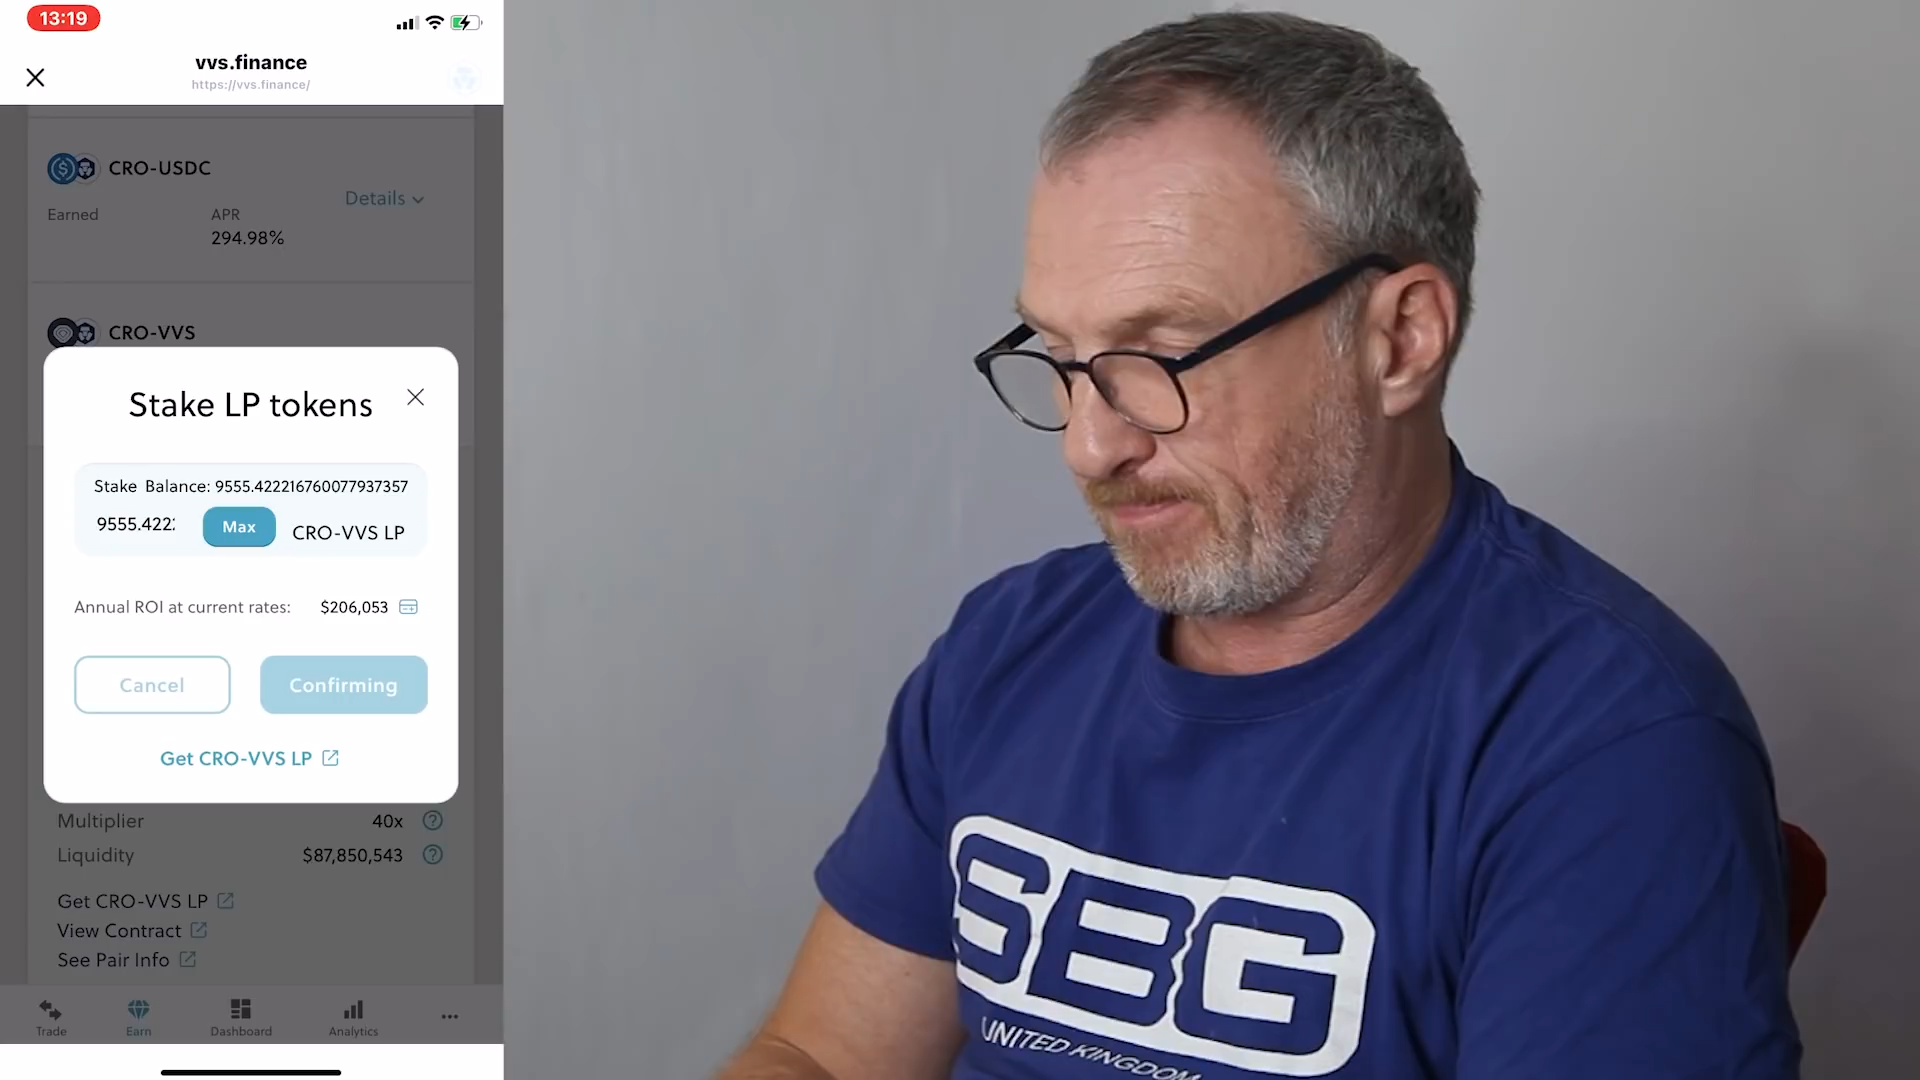 13:19
vvs.finance
https://vvs.finance/
CRO-USDC
Details
Earned
APR
294.98%
CRO-VVS
Stake LP tokens
Stake Balance: 9555.422216760077937357
9555.422
Max
CRO-VVS LP
Annual ROI at current rates: $206,053
Cancel
Confirming
Get CRO-VVS LP
Multiplier 40x
Liquidity $87,850,543
Get CRO-VVS LP
View Contract
See Pair Info
Trade
Earn
Dashboard
Analytics
SBG
UNITED KINGDOM